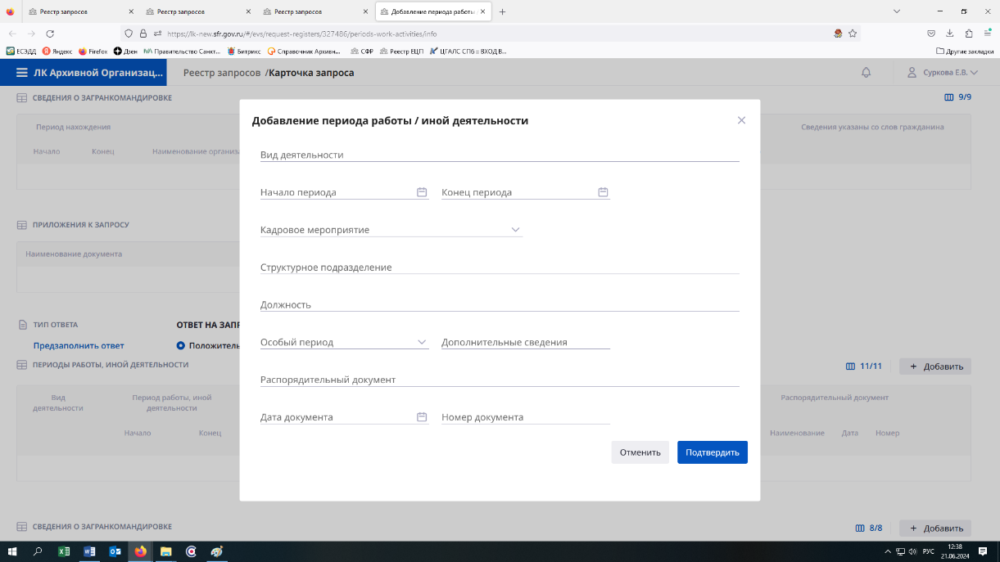 Реестр запросов
Реестр запросов
Реестр запросов
Добавление периода работы
https://lk-new.sfr.gov.ru/#/evs/request-registers/327486/periods-work-activities/info
ЕСЭДД
Яндекс
Firefox
Дзен
Правительство Санкт...
Битрикс
Справочник Архивн...
СФР
Реестр ЕЦП
ЦГАЛС СПб = ВХОД В...
Другие закладки
ЛК Архивной Организац...
Реестр запросов /Карточка запроса
Суркова Е.В.
СВЕДЕНИЯ О ЗАГРАНКОМАНДИРОВКЕ
9/9
Период нахождения
Сведения указаны со слов гражданина
Начало
Конец
Наименование организа
ПРИЛОЖЕНИЯ К ЗАПРОСУ
Наименование документа
ТИП ОТВЕТА
ОТВЕТ НА ЗАПР
Предзаполнить ответ
Положитель
ПЕРИОДЫ РАБОТЫ, ИНОЙ ДЕЯТЕЛЬНОСТИ
11/11
+ Добавить
Вид деятельности
Период работы, иной деятельности
Распорядительный документ
Начало
Конец
Наименование
Дата
Номер
СВЕДЕНИЯ О ЗАГРАНКОМАНДИРОВКЕ
8/8
+ Добавить
Добавление периода работы / иной деятельности
Вид деятельности
Начало периода
Конец периода
Кадровое мероприятие
Структурное подразделение
Должность
Особый период
Дополнительные сведения
Распорядительный документ
Дата документа
Номер документа
Отменить
Подтвердить
РУС
12:38
21.06.2024